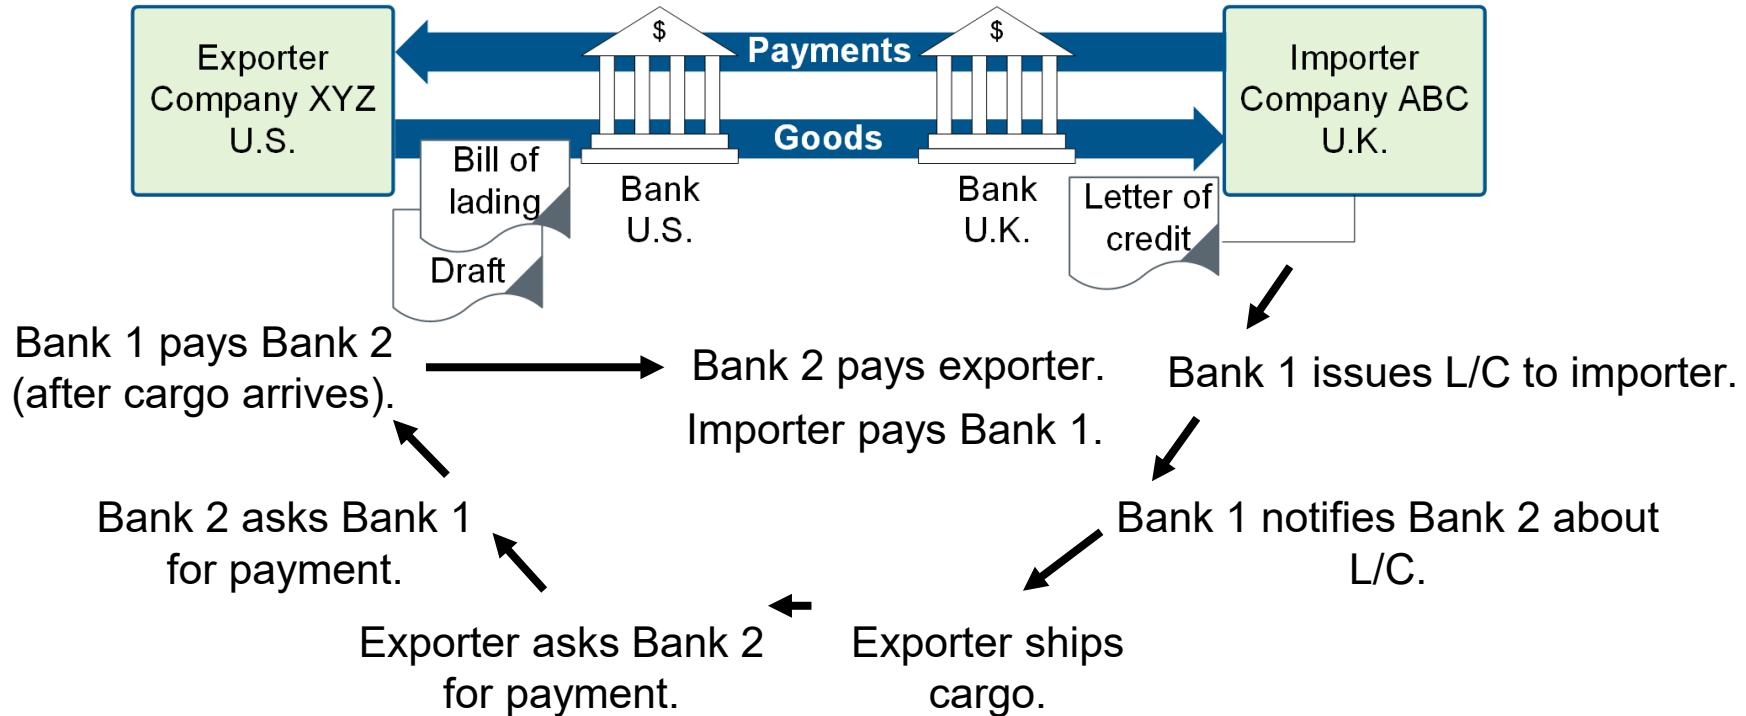 Exporter
Company XYZ
U.S.
$
Payments
$
Importer
Company ABC
U.K.
Goods
Bill of
lading
Draft
Bank
U.S.
Bank
U.K.
Letter of
credit
Bank 1 issues L/C to importer.
Bank 1 notifies Bank 2 about
L/C.
Exporter ships
cargo.
Exporter asks Bank 2
for payment.
Bank 2 asks Bank 1
for payment.
Bank 1 pays Bank 2
(after cargo arrives).
Bank 2 pays exporter.
Importer pays Bank 1.